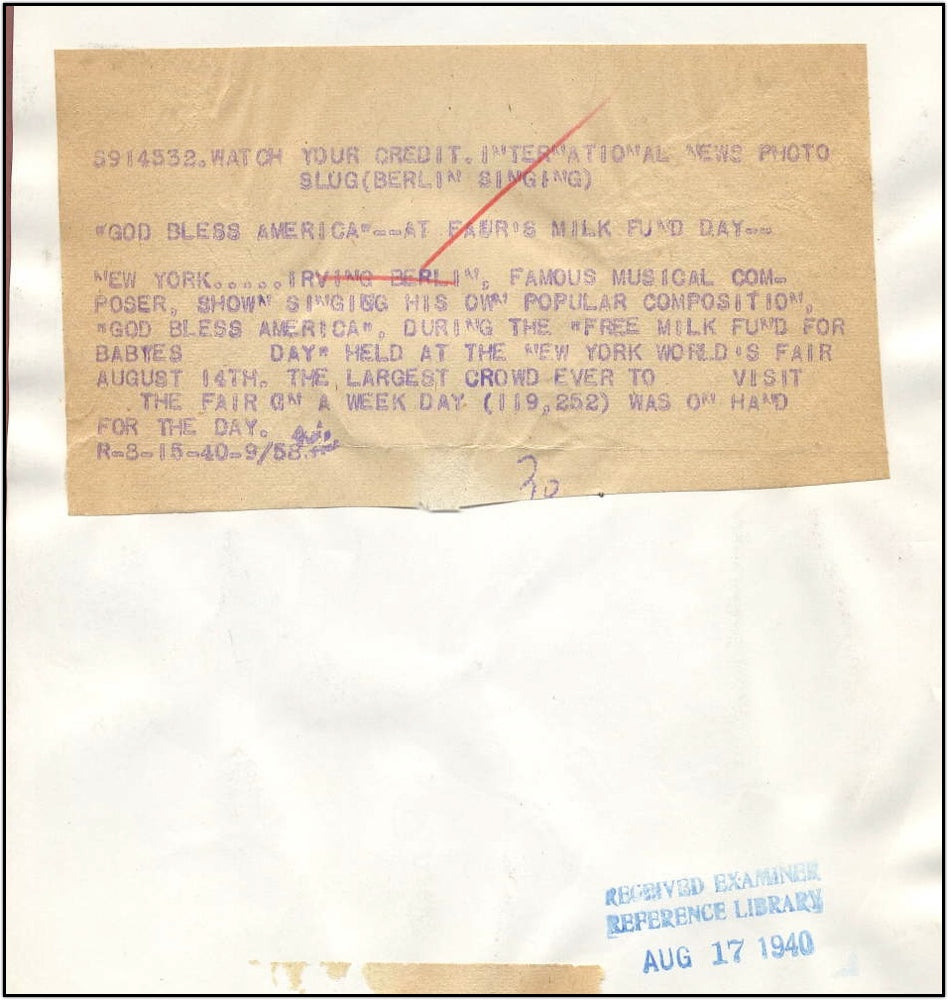 S914532.WATCH YOUR CREDIT.INTERNATIONAL NEWS PHOTO
SLUG(BERLIN SINGING)
"GOD BLESS AMERICA"--AT FAIR'S MILK FUND DAY--
NEW YORK.....IRVING BERLIN, FAMOUS MUSICAL COM-
POSER, SHOWN SINGING HIS OWN POPULAR COMPOSITION,
"GOD BLESS AMERICA", DURING THE "FREE MILK FUND FOR
BABIES DAY" HELD AT THE NEW YORK WORLD'S FAIR
AUGUST 14TH. THE LARGEST CROWD EVER TO VISIT
THE FAIR ON A WEEK DAY (119,252) WAS ON HAND
FOR THE DAY.
R-8-15-40-9/58.
30
RECEIVED EXAMINER
REFERENCE LIBRARY
AUG 17 1940